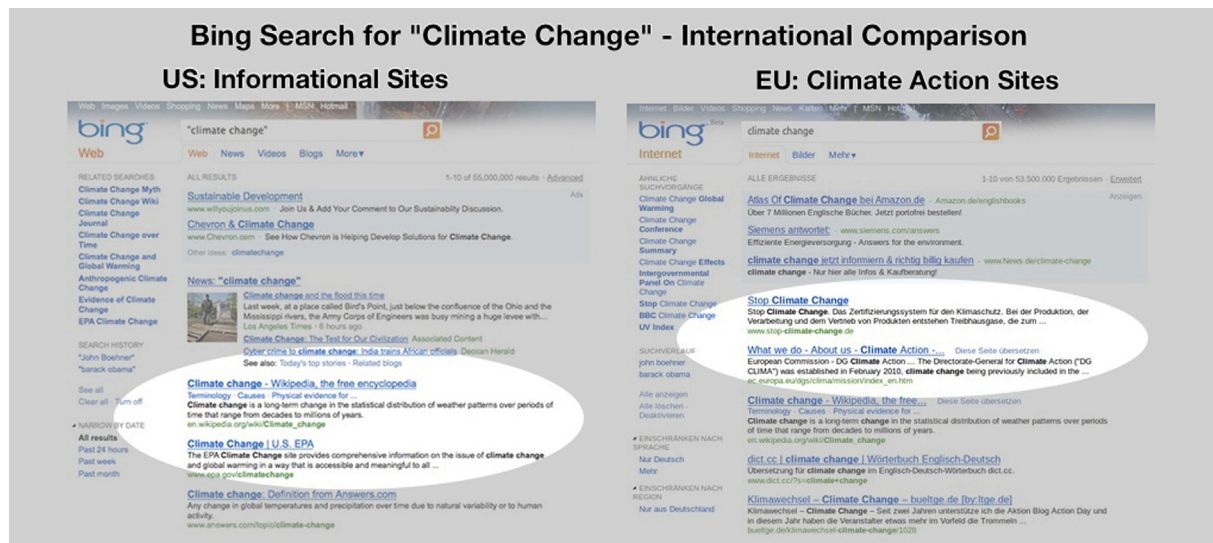 Bing Search for "Climate Change" - International Comparison
US: Informational Sites
Web Images Videos Shopping News Maps More | MSN Hotmail
bing
"climate change"
Web
Web News Videos Blogs More▾
RELATED SEARCHES
Climate Change Myth
Climate Change Wiki
Climate Change
Journal
Climate Change over
Time
Climate Change and
Global Warming
Anthropogenic Climate
Change
Evidence of Climate
Change
EPA Climate Change
SEARCH HISTORY
"John Boehner"
"barack obama"
See all
Clear all · Turn off
NARROW BY DATE
All results
Past 24 hours
Past week
Past month
ALL RESULTS
1-10 of 55,000,000 results · Advanced
Sustainable Development
Ads
www.willyoujoinus.com · Join Us & Add Your Comment to Our Sustainabilty Discussion.
Chevron & Climate Change
www.Chevron.com · See How Chevron is Helping Develop Solutions for Climate Change.
Other ideas: climatechange
News: "climate change"
Climate change and the flood this time
Last week, at a place called Bird's Point, just below the confluence of the Ohio and the
Mississippi rivers, the Army Corps of Engineers was busy mining a huge levee with...
Los Angeles Times · 6 hours ago
Climate Change: The Test for Our Civilization Associated Content
Cyber crime to climate change: India trains African officials Deccan Herald
See also: Today's top stories · Related blogs
Climate change - Wikipedia, the free encyclopedia
Terminology · Causes · Physical evidence for ...
Climate change is a long-term change in the statistical distribution of weather patterns over periods of
time that range from decades to millions of years.
en.wikipedia.org/wiki/Climate_change
Climate Change | U.S. EPA
The EPA Climate Change site provides comprehensive information on the issue of climate change
and global warming in a way that is accessible and meaningful to all ...
www.epa.gov/climatechange
Climate change: Definition from Answers.com
Any change in global temperatures and precipitation over time due to natural variability or to human
activity.
www.answers.com/topic/climate-change
EU: Climate Action Sites
Internet Bilder Videos Shopping News Karten Mehr | MSN Hotmail
bing Beta
climate change
Internet
Internet Bilder Mehr▾
ÄHNLICHE
SUCHVORGÄNGE
Climate Change Global
Warming
Climate Change
Conference
Climate Change
Summary
Climate Change Effects
Intergovernmental
Panel On Climate
Change
Stop Climate Change
BBC Climate Change
UV Index
SUCHVERLAUF
john boehner
barack obama
Alle anzeigen
Alle löschen ·
Deaktivieren
EINSCHRÄNKEN NACH
SPRACHE
Nur Deutsch
Mehr
EINSCHRÄNKEN NACH
REGION
Nur aus Deutschland
ALLE ERGEBNISSE
1-10 von 53.500.000 Ergebnissen · Erweitert
Atlas Of Climate Change bei Amazon.de · Amazon.de/englishbooks
Anzeigen
Über 7 Millionen Englische Bücher. Jetzt portofrei bestellen!
Siemens antwortet: · www.siemens.com/answers
Effiziente Energieversorgung - Answers for the environment.
climate change jetzt informiern & richtig billig kaufen · www.News.de/climate-change
climate change - Nur hier alle Infos & Kaufberatung!
Stop Climate Change
Stop Climate Change. Das Zertifizierungssystem für den Klimaschutz. Bei der Produktion, der
Verarbeitung und dem Vertrieb von Produkten entstehen Treibhausgase, die zum ...
www.stop-climate-change.de
What we do - About us - Climate Action -... Diese Seite übersetzen
European Commission - DG Climate Action ... The Directorate-General for Climate Action ("DG
CLIMA") was established in February 2010, climate change being previously included in the ...
ec.europa.eu/dgs/clima/mission/index_en.htm
Climate change - Wikipedia, the free... Diese Seite übersetzen
Terminology · Causes · Physical evidence for ...
Climate change is a long-term change in the statistical distribution of weather patterns over periods
of time that range from decades to millions of years.
en.wikipedia.org/wiki/Climate_change
dict.cc | climate change | Wörterbuch Englisch-Deutsch
Übersetzung für climate change im Englisch-Deutsch-Wörterbuch dict.cc.
www.dict.cc/?s=climate+change
Klimawechsel – Climate Change – bueltge.de [by:ltge.de]
Klimawechsel – Climate Change – Seit zwei Jahren unterstütze ich die Aktion Blog Action Day und
in diesem Jahr haben die Veranstalter etwas mehr im Vorfeld die Trommeln ...
bueltge.de/klimawechsel-climate-change/1028